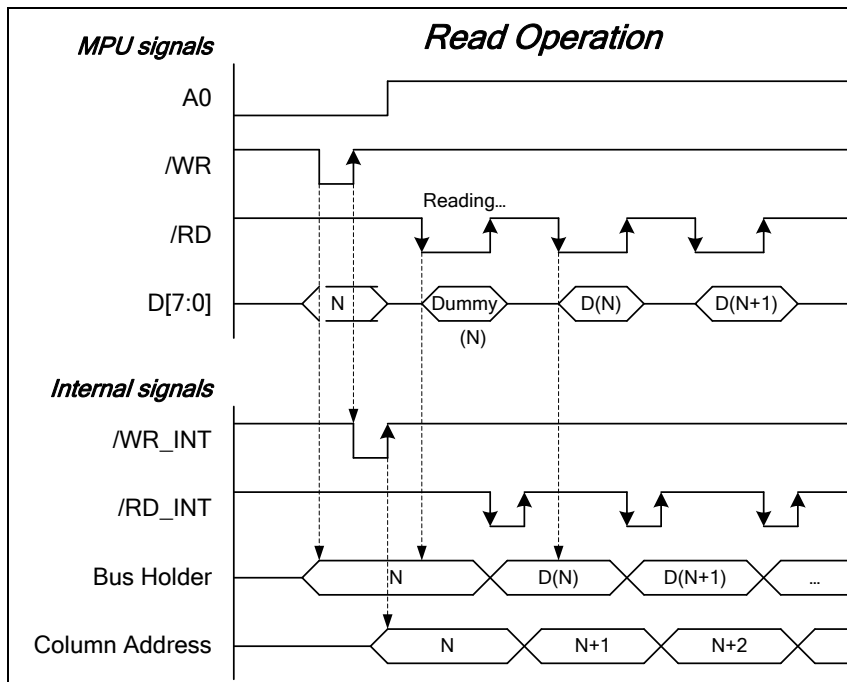 Read Operation
MPU signals
A0
/WR
Reading...
/RD
D[7:0] N Dummy D(N) D(N+1)
(N)
Internal signals
/WR_INT
/RD_INT
Bus Holder N D(N) D(N+1) ...
Column Address N N+1 N+2